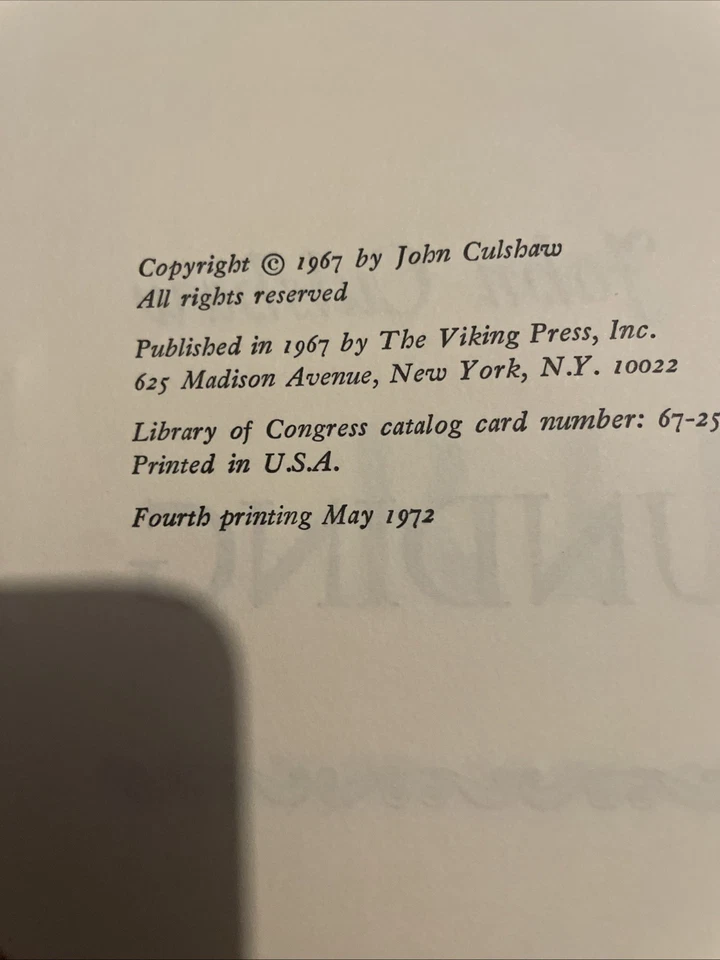 Copyright © 1967 by John Culshaw
All rights reserved
Published in 1967 by The Viking Press, Inc.
625 Madison Avenue, New York, N.Y. 10022
Library of Congress catalog card number: 67-25
Printed in U.S.A.
Fourth printing May 1972